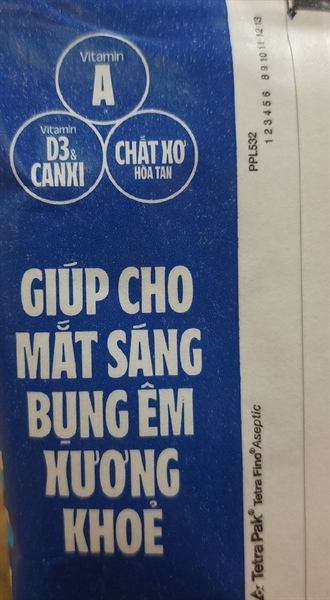 Vitamin
A
Vitamin
D3 &
CANXI
CHẤT XƠ
HÒA TAN
GIÚP CHO
MẮT SÁNG
BỤNG ÊM
XƯƠNG
KHOẺ
PPL532
1 2 3 4 5 6 8 9 10 11 12 13
Tetra Pak® Tetra Fino® Aseptic